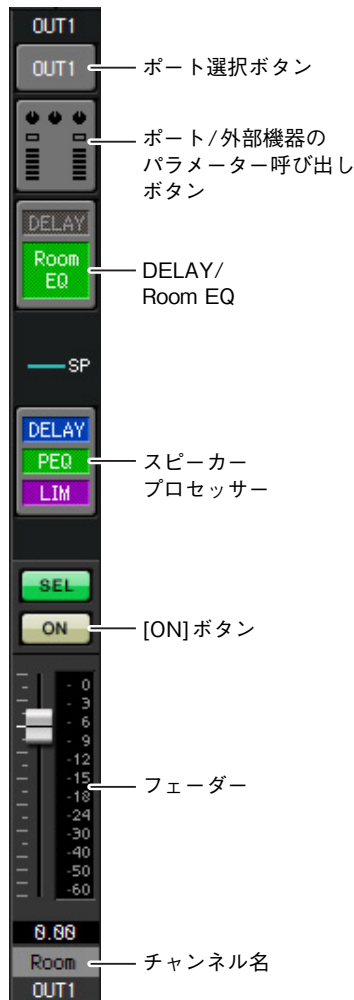 OUT1
OUT1
ポート選択ボタン
ポート/外部機器の
パラメーター呼び出し
ボタン
DELAY
Room
EQ
DELAY/
Room EQ
SP
DELAY
PEQ
LIM
スピーカー
プロセッサー
SEL
ON
[ON]ボタン
- 0
- 3
- 6
- 9
-12
-15
-18
-24
-30
-40
-50
-60
フェーダー
0.00
Room
チャンネル名
OUT1